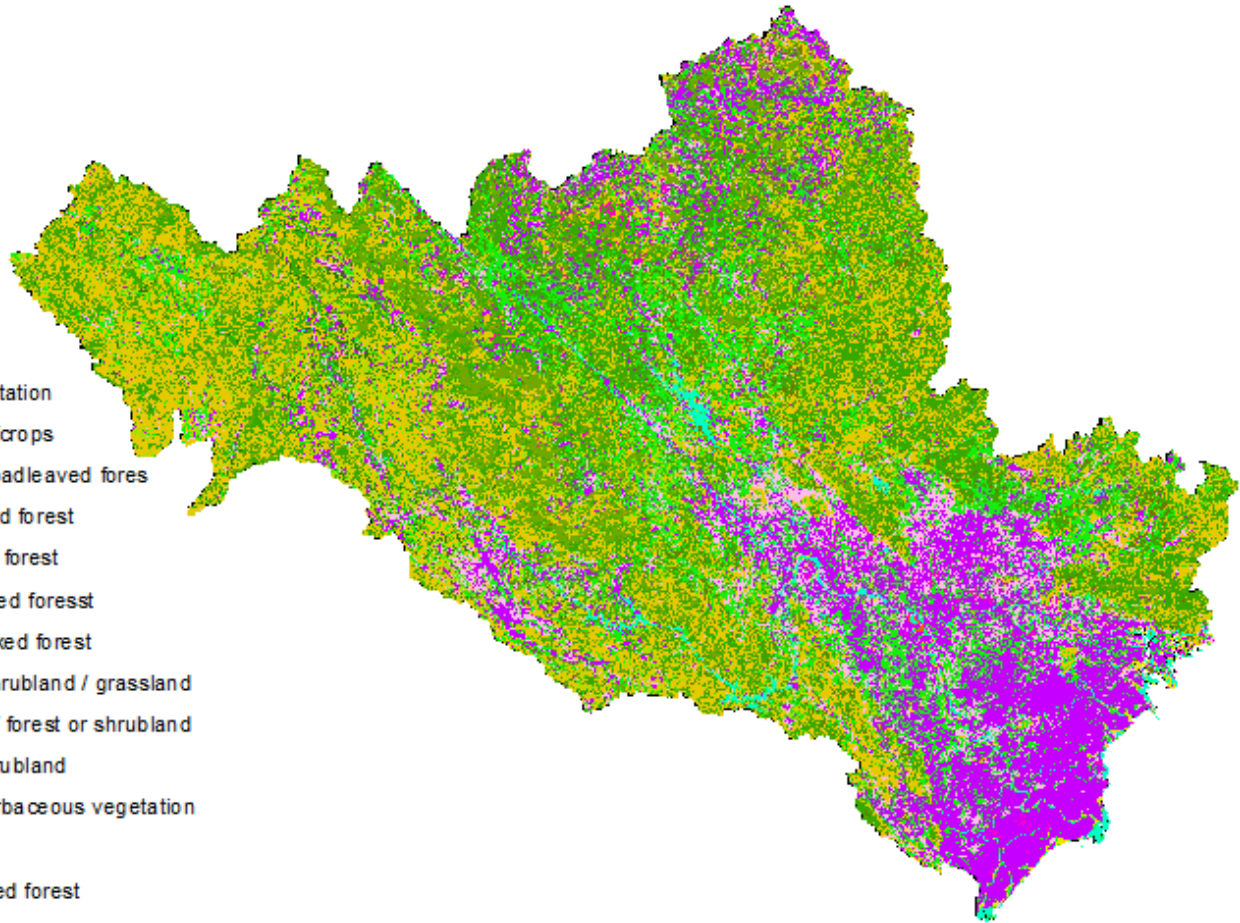 tation
crops
adleaved fores
d forest
forest
ed foresst
ked forest
rubland / grassland
/ forest or shrubland
ubland
rbaceous vegetation
ed forest